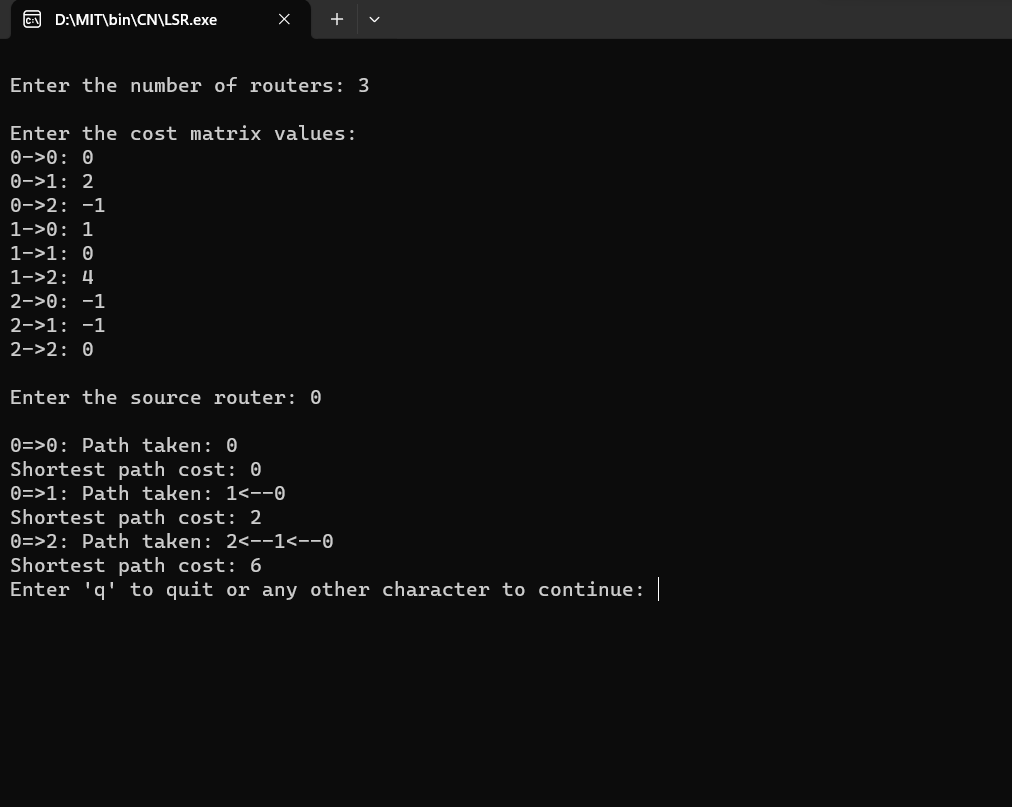 D:\MIT\bin\CN\LSR.exe
Enter the number of routers: 3
Enter the cost matrix values:
0->0: 0
0->1: 2
0->2: -1
1->0: 1
1->1: 0
1->2: 4
2->0: -1
2->1: -1
2->2: 0
Enter the source router: 0
0=>0: Path taken: 0
Shortest path cost: 0
0=>1: Path taken: 1<--0
Shortest path cost: 2
0=>2: Path taken: 2<--1<--0
Shortest path cost: 6
Enter 'q' to quit or any other character to continue: